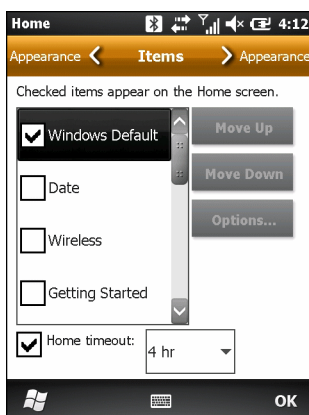 Home 4:12
Appearance Items Appearance
Checked items appear on the Home screen.
Windows Default
Move Up
Date
Move Down
Wireless
Options...
Getting Started
Home timeout: 4 hr
OK